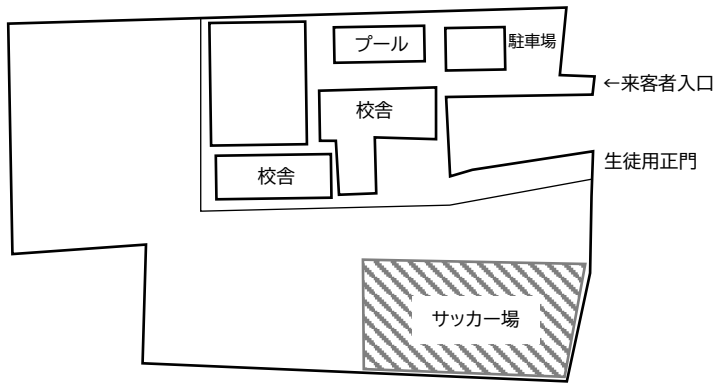 プール
駐車場
←来客者入口
校舎
生徒用正門
校舎
サッカー場